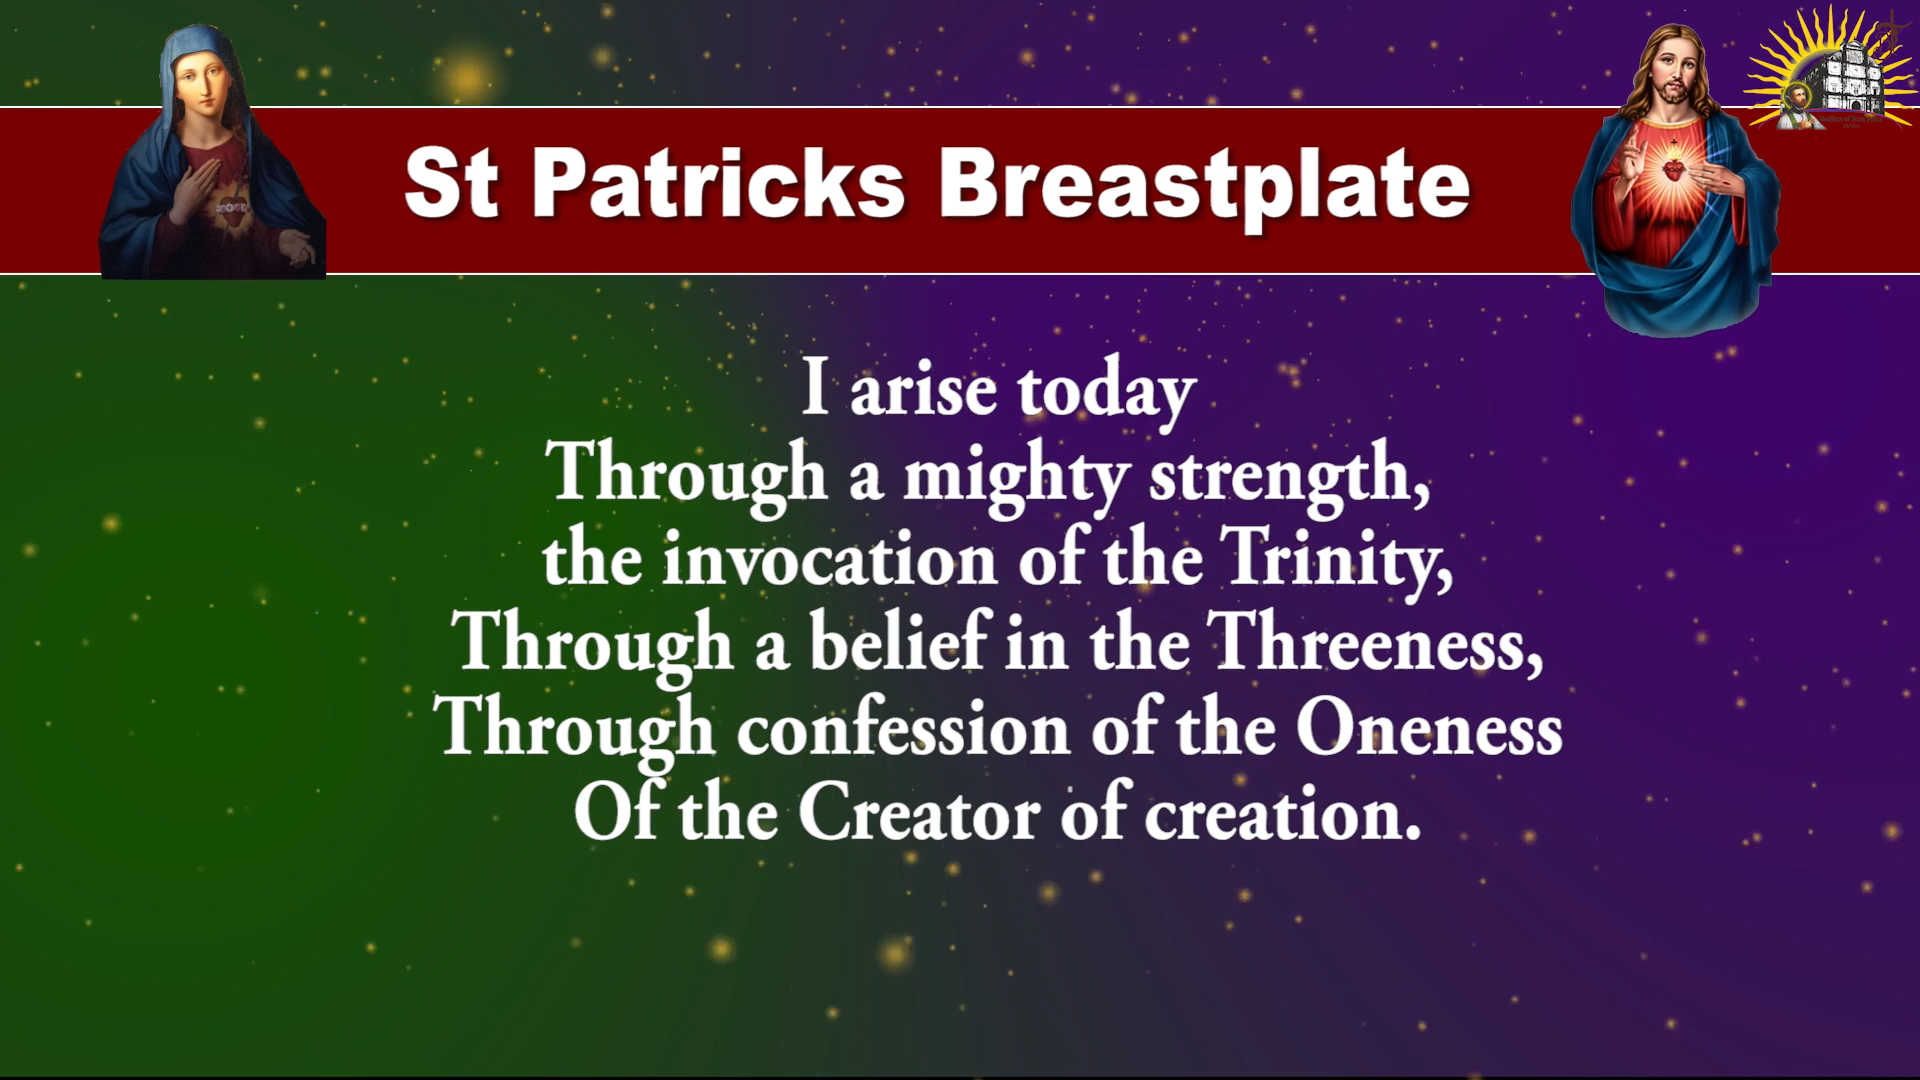 St Patricks Breastplate
I arise today
Through a mighty strength,
the invocation of the Trinity,
Through a belief in the Threeness,
Through confession of the Oneness
Of the Creator of creation.